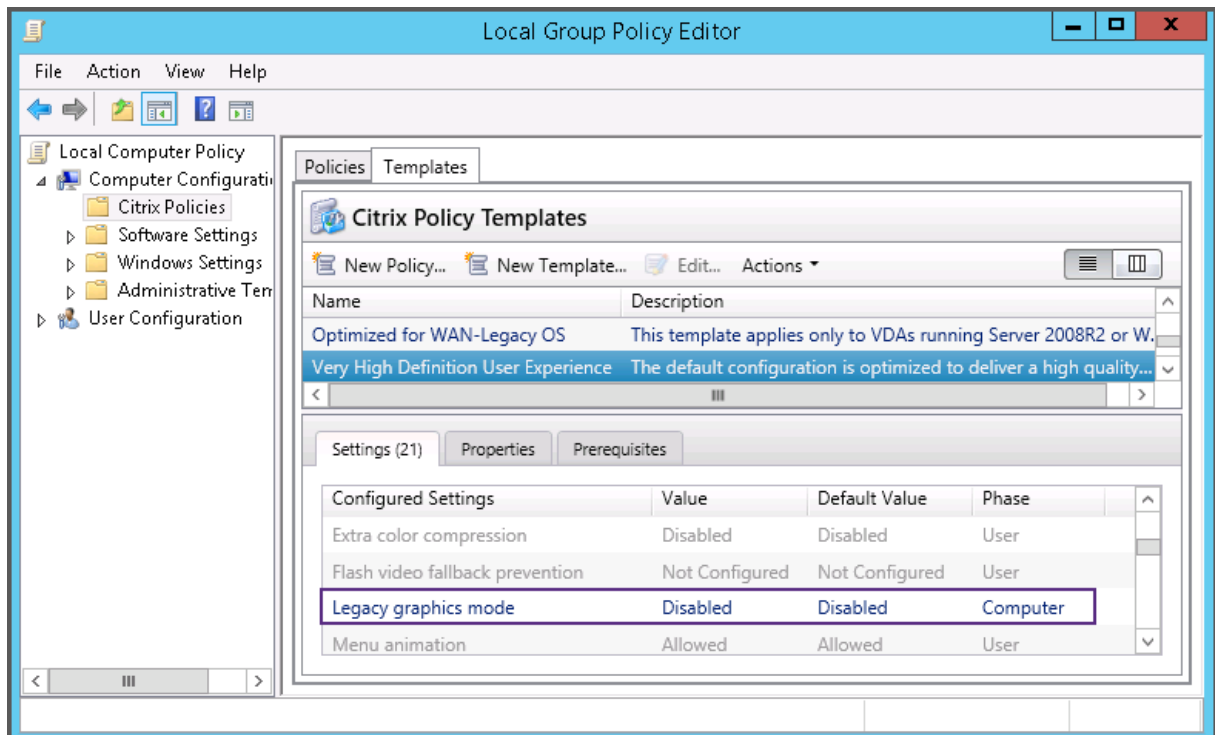 Local Group Policy Editor
File Action View Help
Local Computer Policy
Computer Configurati
Citrix Policies
Software Settings
Windows Settings
Administrative Tem
User Configuration
Policies Templates
Citrix Policy Templates
New Policy... New Template... Edit... Actions
Name Description
Optimized for WAN-Legacy OS This template applies only to VDAs running Server 2008R2 or W.
Very High Definition User Experience The default configuration is optimized to deliver a high quality...
Settings (21) Properties Prerequisites
Configured Settings Value Default Value Phase
Extra color compression Disabled Disabled User
Flash video fallback prevention Not Configured Not Configured User
Legacy graphics mode Disabled Disabled Computer
Menu animation Allowed Allowed User